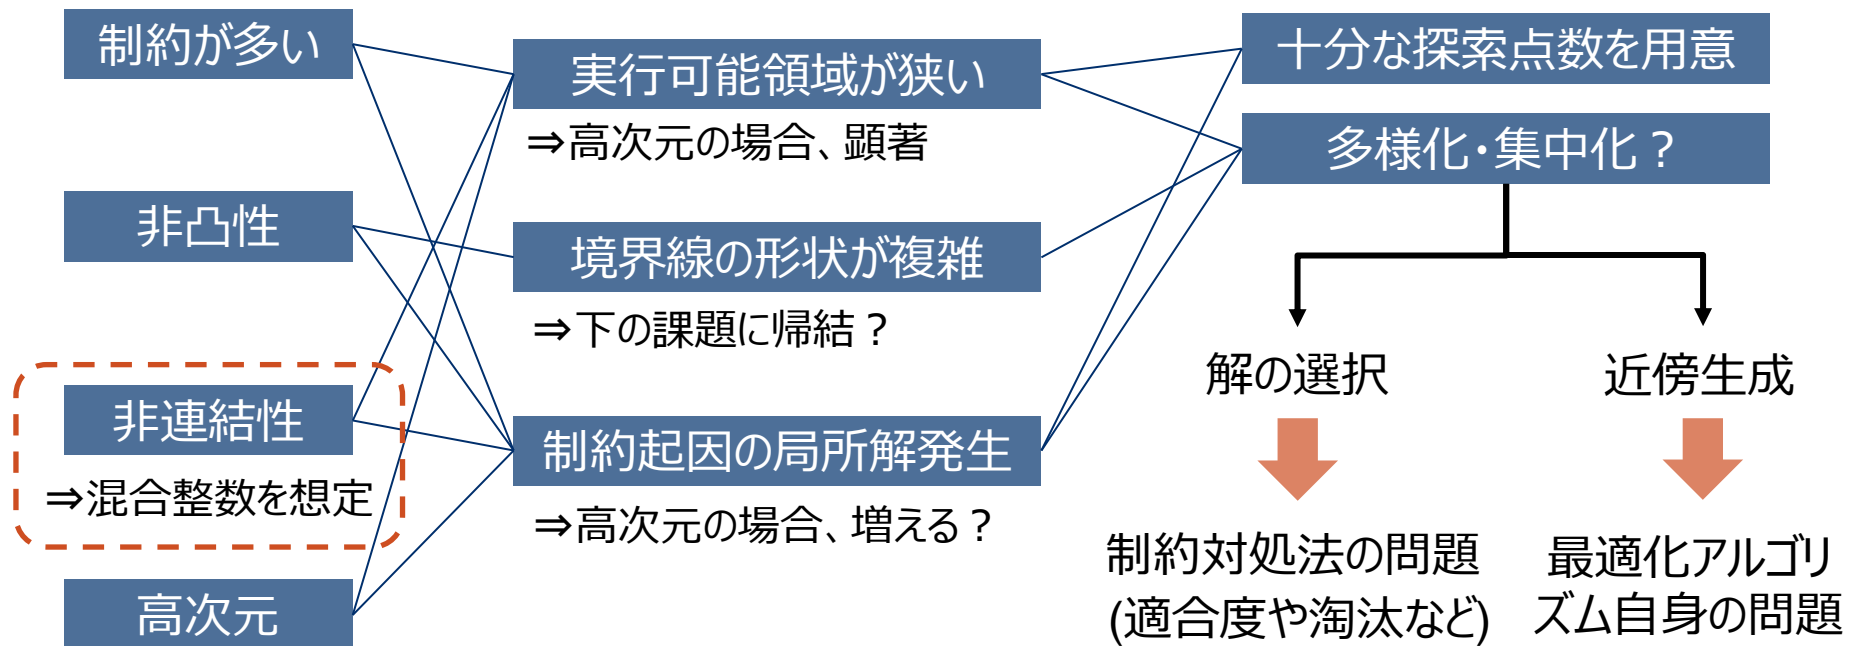 制約が多い
非凸性
非連結性
⇒混合整数を想定
高次元
実行可能領域が狭い
⇒高次元の場合、顕著
境界線の形状が複雑
⇒下の課題に帰結？
制約起因の局所解発生
⇒高次元の場合、増える？
十分な探索点数を用意
多様化・集中化？
解の選択
制約対処法の問題
(適合度や淘汰など)
近傍生成
最適化アルゴリ
ズム自身の問題